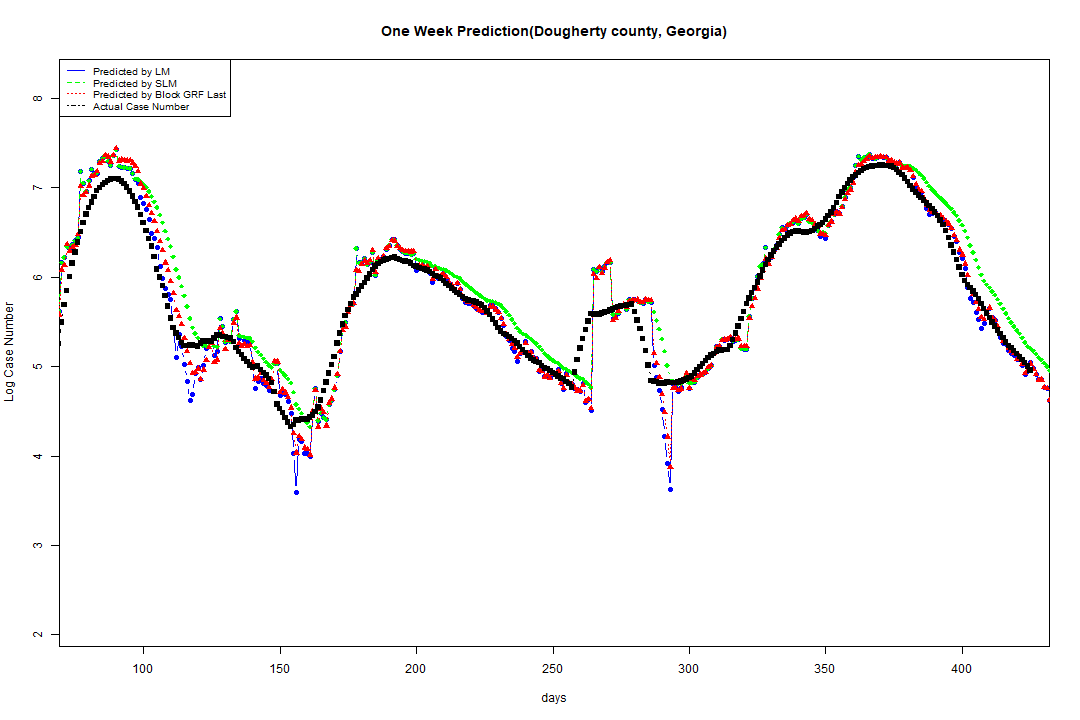 One Week Prediction(Dougherty county, Georgia)
Predicted by LM
Predicted by SLM
Predicted by Block GRF Last
Actual Case Number
8
7
6
5
4
3
2
Log Case Number
100 150 200 250 300 350 400
days